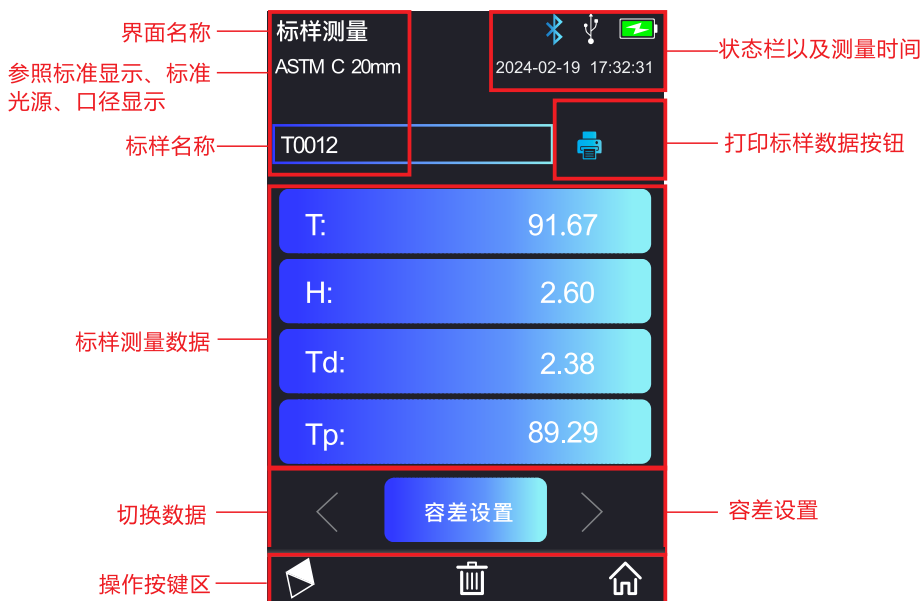 界面名称
参照标准显示、标准
光源、口径显示
标样名称
标样测量
ASTM C 20mm
2024-02-19 17:32:31
状态栏以及测量时间
T0012
打印标样数据按钮
标样测量数据
T: 91.67
H: 2.60
Td: 2.38
Tp: 89.29
切换数据
容差设置
容差设置
操作按键区